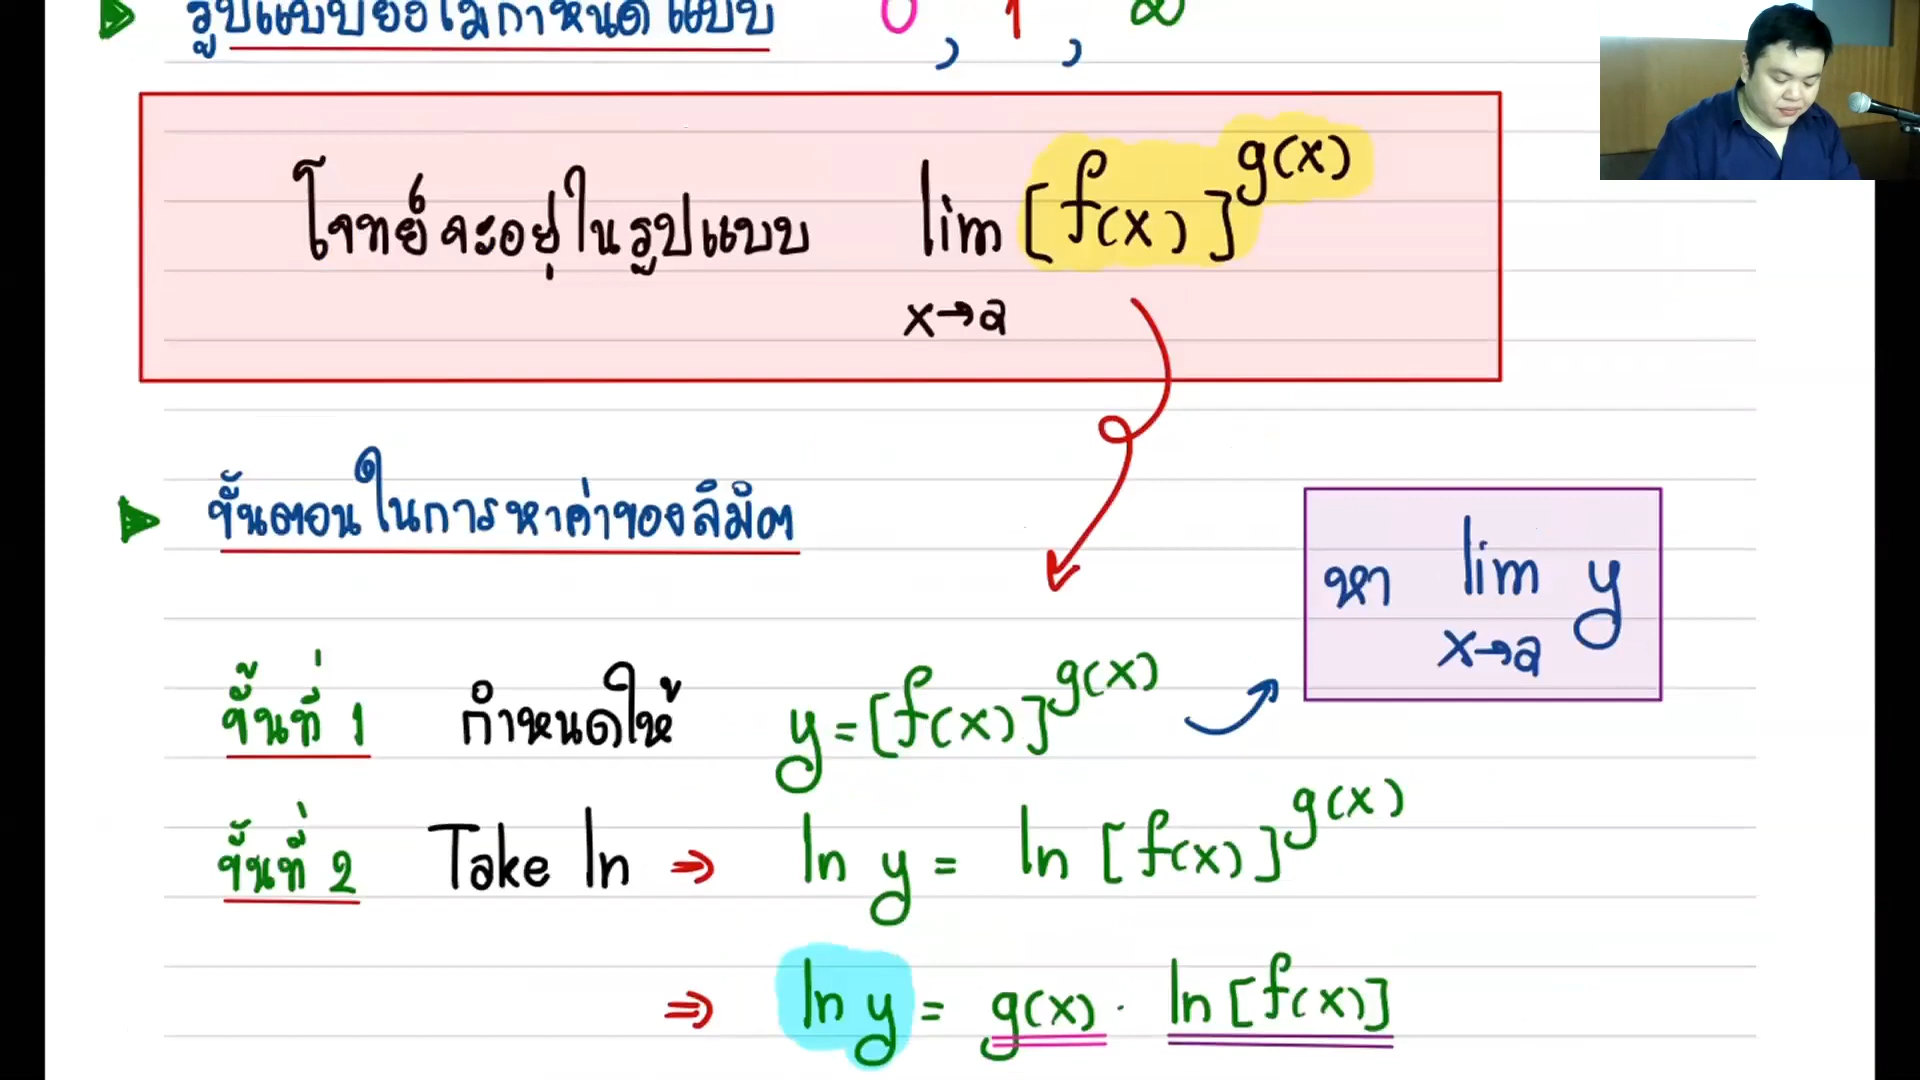 รูปแบบยังไม่กำหนดแบบ 0 , 1 , ∞
โจทย์จะอยู่ในรูปแบบ lim [f(x)]^g(x)
x→a
ขั้นตอนในการหาค่าของลิมิต
หา lim y
x→a
ขั้นที่ 1 กำหนดให้ y = [f(x)]^g(x)
ขั้นที่ 2 Take ln ⇒ ln y = ln [f(x)]^g(x)
⇒ ln y = g(x) · ln [f(x)]